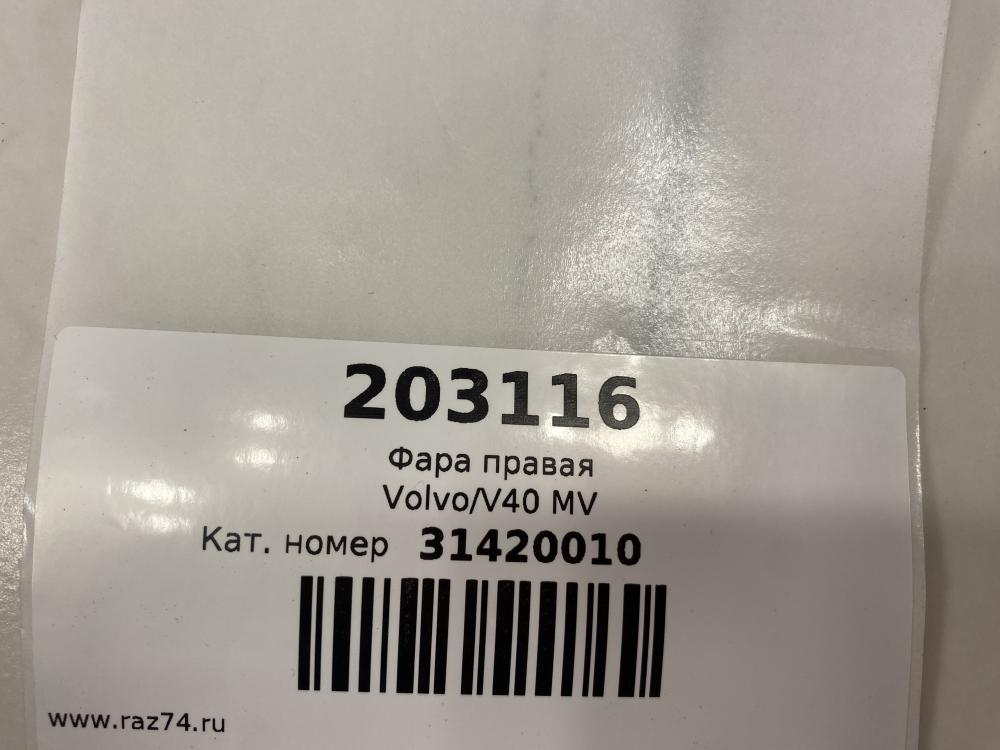 203116
Фара правая
Volvo/V40 MV
Кат. номер 31420010
www.raz74.ru